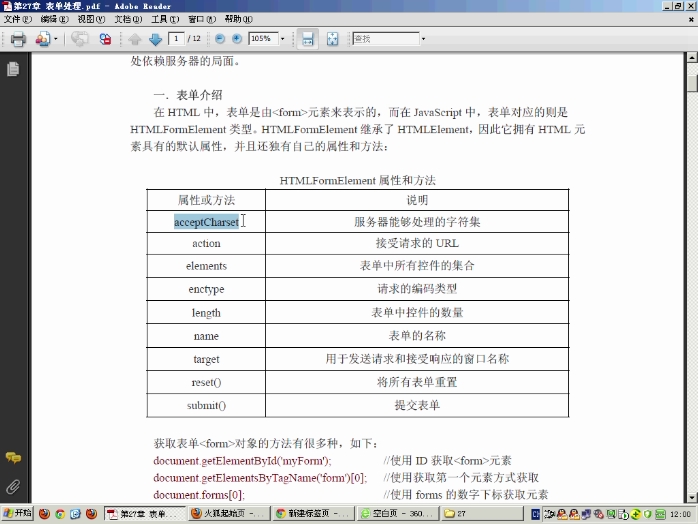 第27章 表单处理.pdf - Adobe Reader
文件(F) 编辑(E) 视图(V) 文档(D) 工具(T) 窗口(W) 帮助(H)
1 / 12 105% 查找
处依赖服务器的局面。
一．表单介绍
在 HTML 中，表单是由<form>元素来表示的，而在 JavaScript 中，表单对应的则是
HTMLFormElement 类型。HTMLFormElement 继承了 HTMLElement，因此它拥有 HTML 元
素具有的默认属性，并且还独有自己的属性和方法：
HTMLFormElement 属性和方法
属性或方法 说明
acceptCharset 服务器能够处理的字符集
action 接受请求的 URL
elements 表单中所有控件的集合
enctype 请求的编码类型
length 表单中控件的数量
name 表单的名称
target 用于发送请求和接受响应的窗口名称
reset() 将所有表单重置
submit() 提交表单
获取表单<form>对象的方法有很多种，如下：
document.getElementById('myForm'); //使用 ID 获取<form>元素
document.getElementsByTagName('form')[0]; //使用获取第一个元素方式获取
document.forms[0]; //使用 forms 的数字下标获取元素
开始 第27章 表单... 火狐起始页 -... 新建标签页 -... 空白页 - 360... 27 12:00